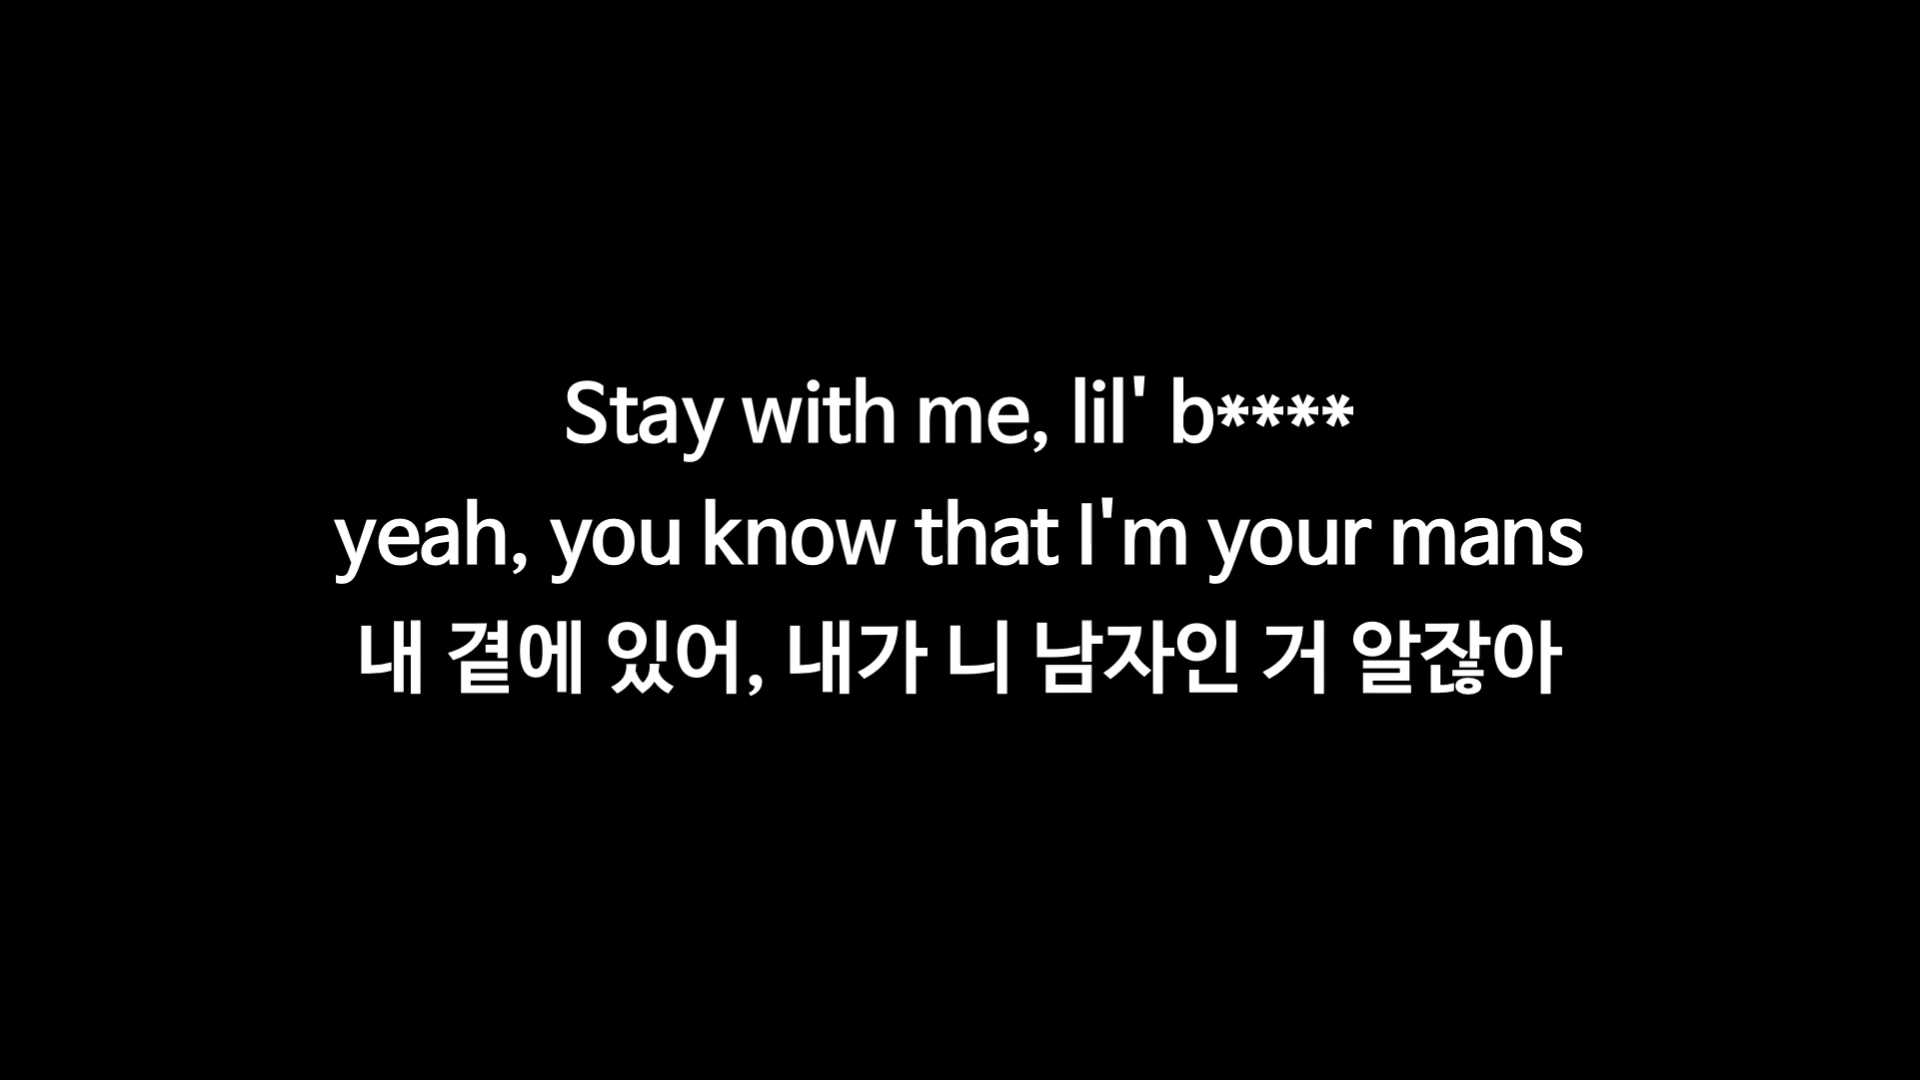 Stay with me, lil' b****
yeah, you know that I'm your mans
내 곁에 있어, 내가 니 남자인 거 알잖아